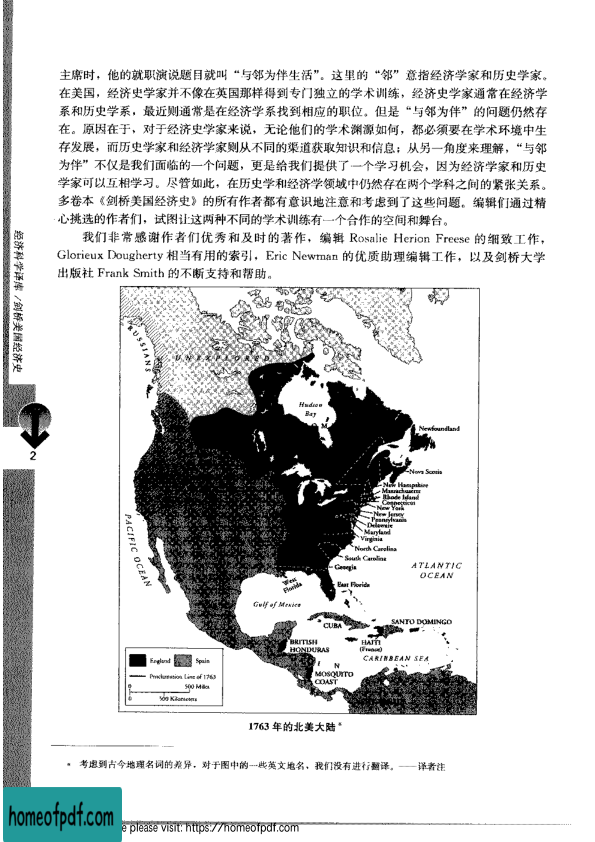 主席时，他的就职演说题目就叫“与邻为伴生活”。这里的“邻”意指经济学家和历史学家。
在美国，经济史学家并不像在英国那样得到专门独立的学术训练，经济史学家通常在经济学
系和历史学系，最近则通常是在经济学系找到相应的职位。但是“与邻为伴”的问题仍然存
在。原因在于，对于经济史学家来说，无论他们的学术渊源如何，都必须要在学术环境中生
存发展，而历史学家和经济学家则从不同的渠道获取知识和信息；从另一角度来理解，“与邻
为伴”不仅是我们面临的一个问题，更是给我们提供了一个学习机会，因为经济学家和历史
学家可以互相学习。尽管如此，在历史学和经济学领域中仍然存在两个学科之间的紧张关系。
多卷本《剑桥美国经济史》的所有作者都有意识地注意和考虑到了这些问题。编辑们通过精
心挑选的作者们，试图让这两种不同的学术训练有一个合作的空间和舞台。
我们非常感谢作者们优秀和及时的著作，编辑 Rosalie Herion Freese 的细致工作，
Glorieux Dougherty 相当有用的索引，Eric Newman 的优质助理编辑工作，以及剑桥大学
出版社 Frank Smith 的不断支持和帮助。
经济科学译库/剑桥美国经济史
2
RUSSIANS
UNEXPLORED
Hudson
Bay
Newfoundland
Nova Scotia
New Hampshire
Massachusetts
Rhode Island
Connecticut
New York
New Jersey
Pennsylvania
Delaware
Maryland
Virginia
North Carolina
South Carolina
Georgia
PACIFIC OCEAN
ATLANTIC
OCEAN
West
Florida
East Florida
Gulf of Mexico
CUBA
SANTO DOMINGO
BRITISH
HONDURAS
HAITI
(France)
CARIBBEAN SEA
MOSQUITO
COAST
England
Spain
Proclamation Line of 1763
0 500 Miles
0 500 Kilometers
1763 年的北美大陆*
* 考虑到古今地理名词的差异，对于图中的一些英文地名，我们没有进行翻译。——译者注
homeofpdf.com
please visit: https://homeofpdf.com